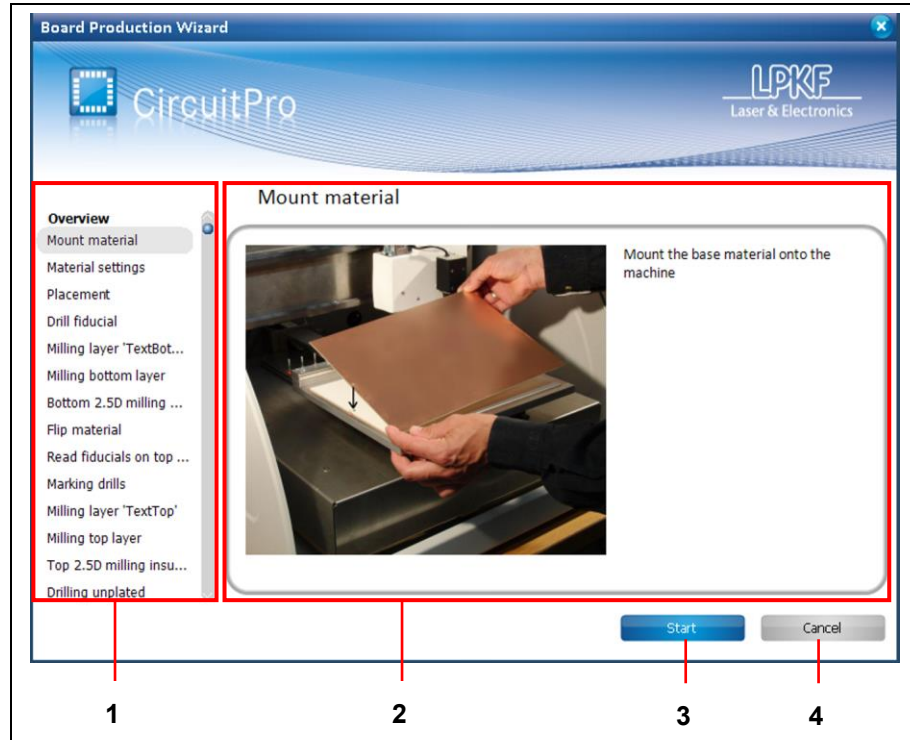 Board Production Wizard
CircuitPro
LPKF
Laser & Electronics
Overview
Mount material
Material settings
Placement
Drill fiducial
Milling layer 'TextBot...
Milling bottom layer
Bottom 2.5D milling ...
Flip material
Read fiducials on top ...
Marking drills
Milling layer 'TextTop'
Milling top layer
Top 2.5D milling insu...
Drilling unplated
Mount material
Mount the base material onto the
machine
Start
Cancel
1
2
3
4